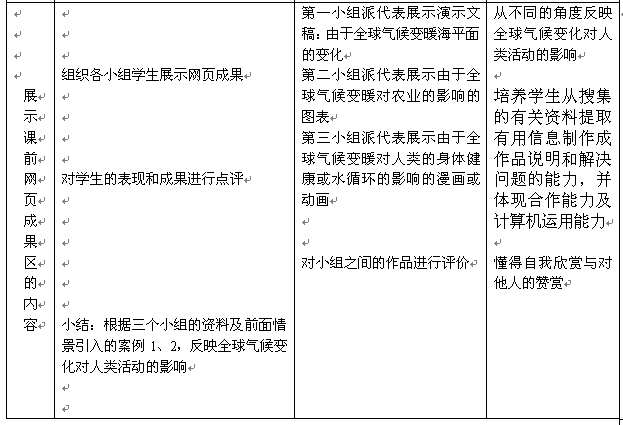 展
示
课
前
网
页
成
果
区
的
内
容
组织各小组学生展示网页成果
对学生的表现和成果进行点评
小结：根据三个小组的资料及前面情
景引入的案例 1、2，反映全球气候变
化对人类活动的影响
第一小组派代表展示演示文
稿：由于全球气候变暖海平面
的变化
第二小组派代表展示由于全
球气候变暖对农业的影响的
图表
第三小组派代表展示由于全
球气候变暖对人类的身体健
康或水循环的影响的漫画或
动画
对小组之间的作品进行评价
从不同的角度反映
全球气候变化对人
类活动的影响
培养学生从搜集
的有关资料提取
有用信息制作成
作品说明和解决
问题的能力，并
体现合作能力及
计算机运用能力
懂得自我欣赏与对
他人的赞赏